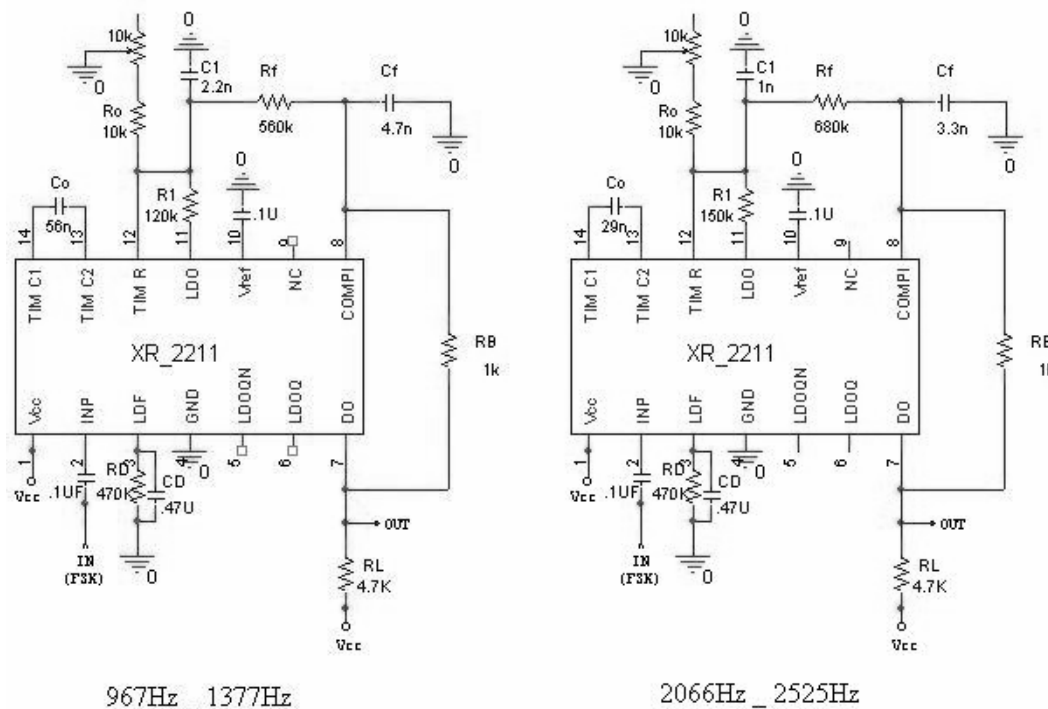 10k
0
0
C1
2.2n
Rf
560k
Cf
4.7n
0
Ro
10k
0
Co
56n
R1
120k
.1U
14
13
12
11
10
9
8
TIM C1
TIM C2
TIM R
LDO
Vref
NC
COMPI
XR_2211
RB
1k
Vcc
INP
LDF
GND
LDOQN
LDOQ
DO
1
2
3
4
5
6
7
0
Vcc
.1UF
RD
470K
CD
.47U
OUT
IN
(FSK)
0
RL
4.7K
Vcc
967Hz _ 1377Hz
10k
0
0
C1
1n
Rf
680k
Cf
3.3n
0
Ro
10k
0
Co
29n
R1
150k
.1U
14
13
12
11
10
9
8
TIM C1
TIM C2
TIM R
LDO
Vref
NC
COMPI
XR_2211
Vcc
INP
LDF
GND
LDOQN
LDOQ
DO
1
2
3
4
5
6
7
0
Vcc
.1UF
RD
470K
CD
.47U
OUT
IN
(FSK)
0
RL
4.7K
Vcc
2066Hz _ 2525Hz